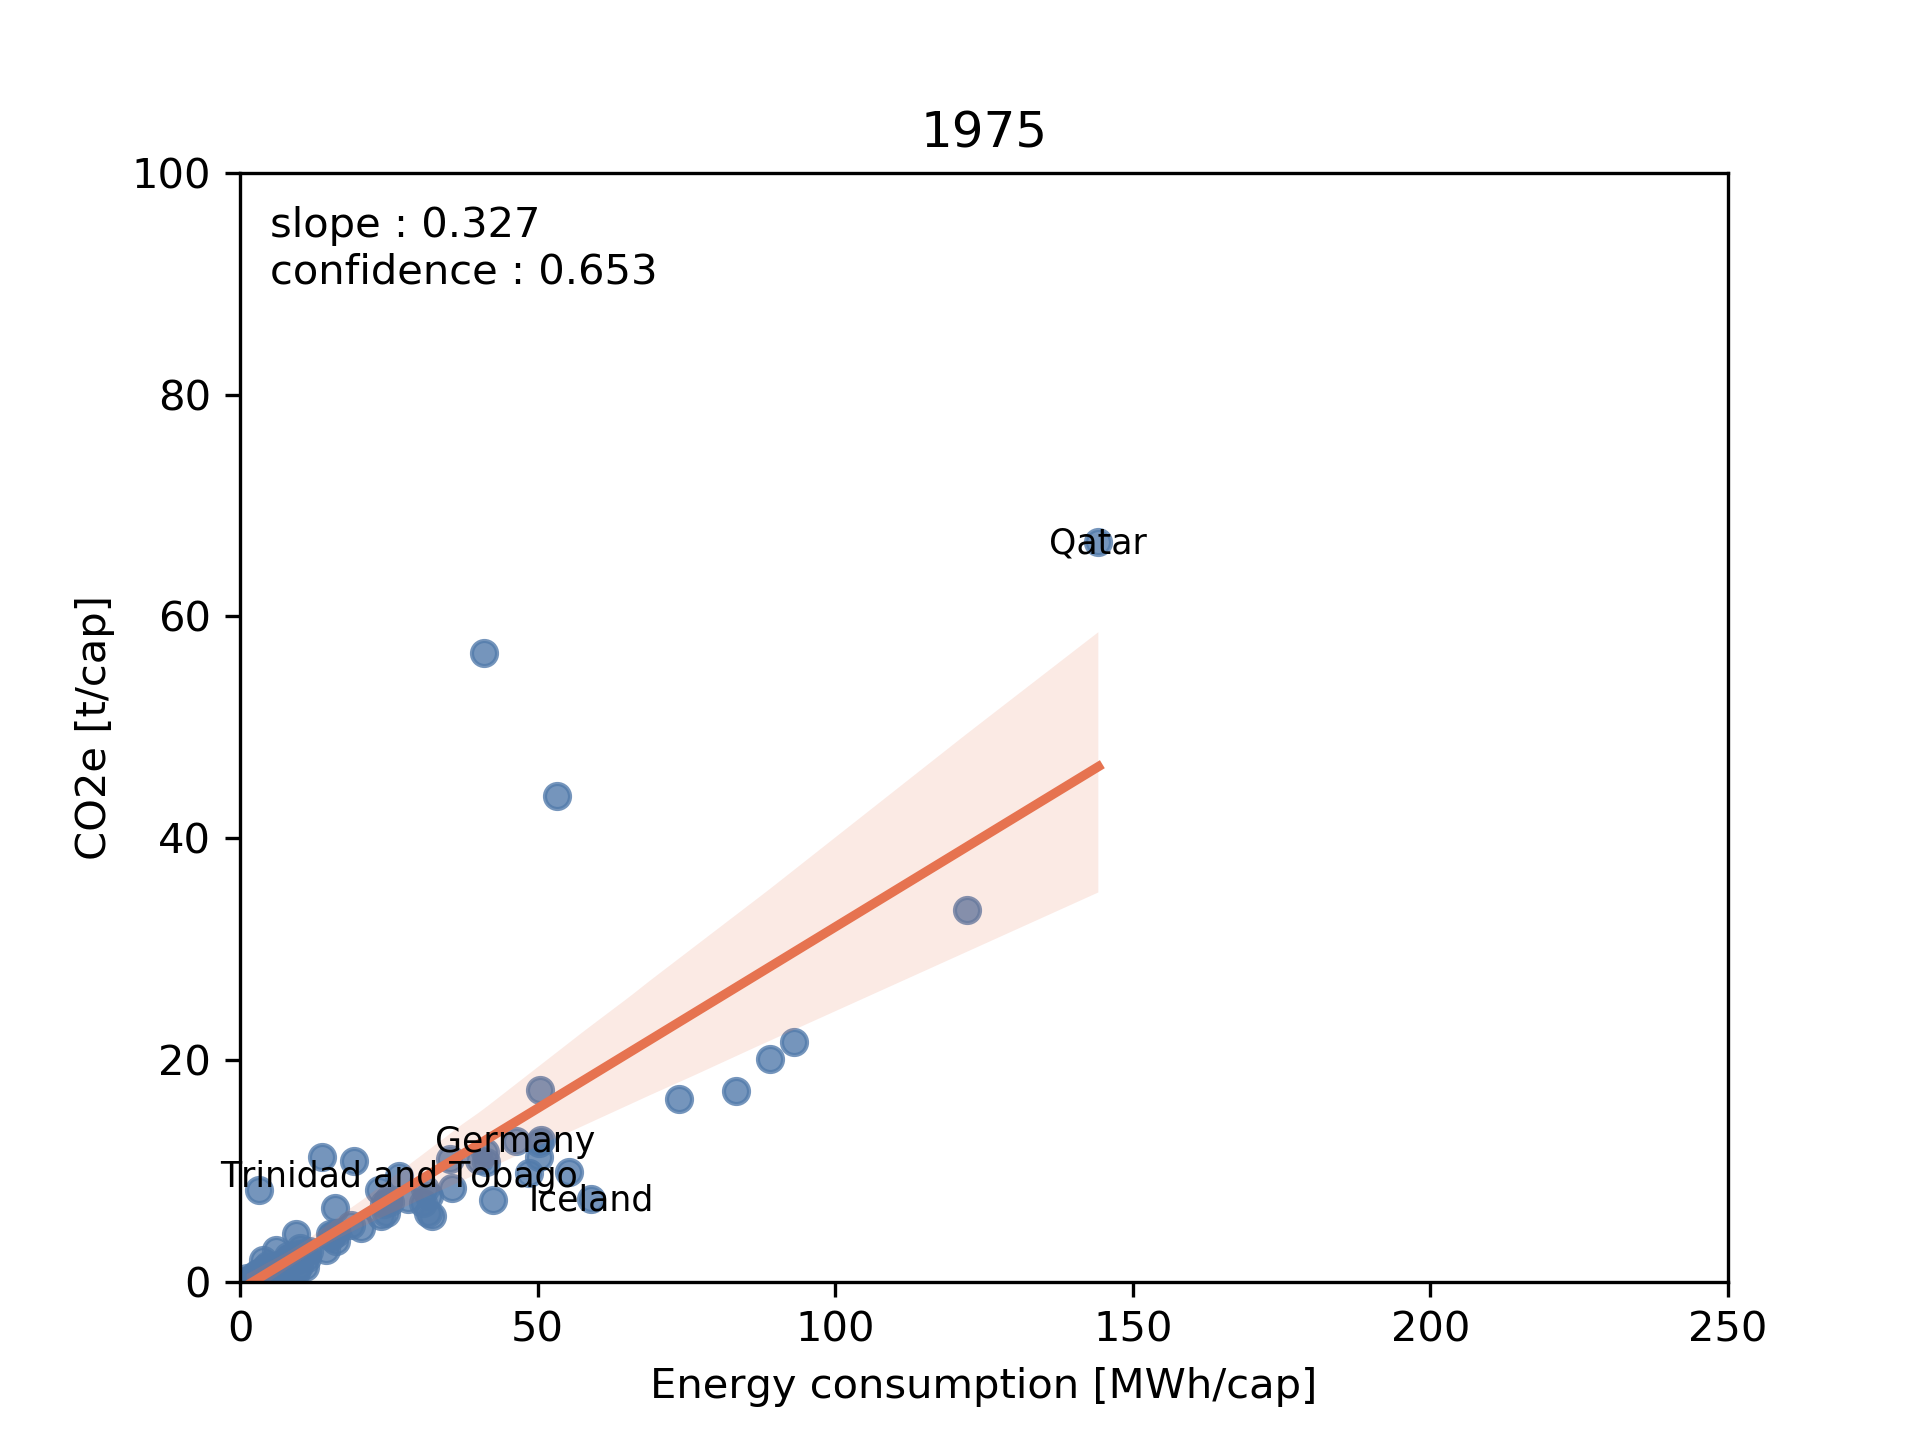 1975
slope : 0.327
confidence : 0.653
100
80
60
40
20
0
CO2e [t/cap]
Qatar
Germany
Trinidad and Tobago
Iceland
0 50 100 150 200 250
Energy consumption [MWh/cap]